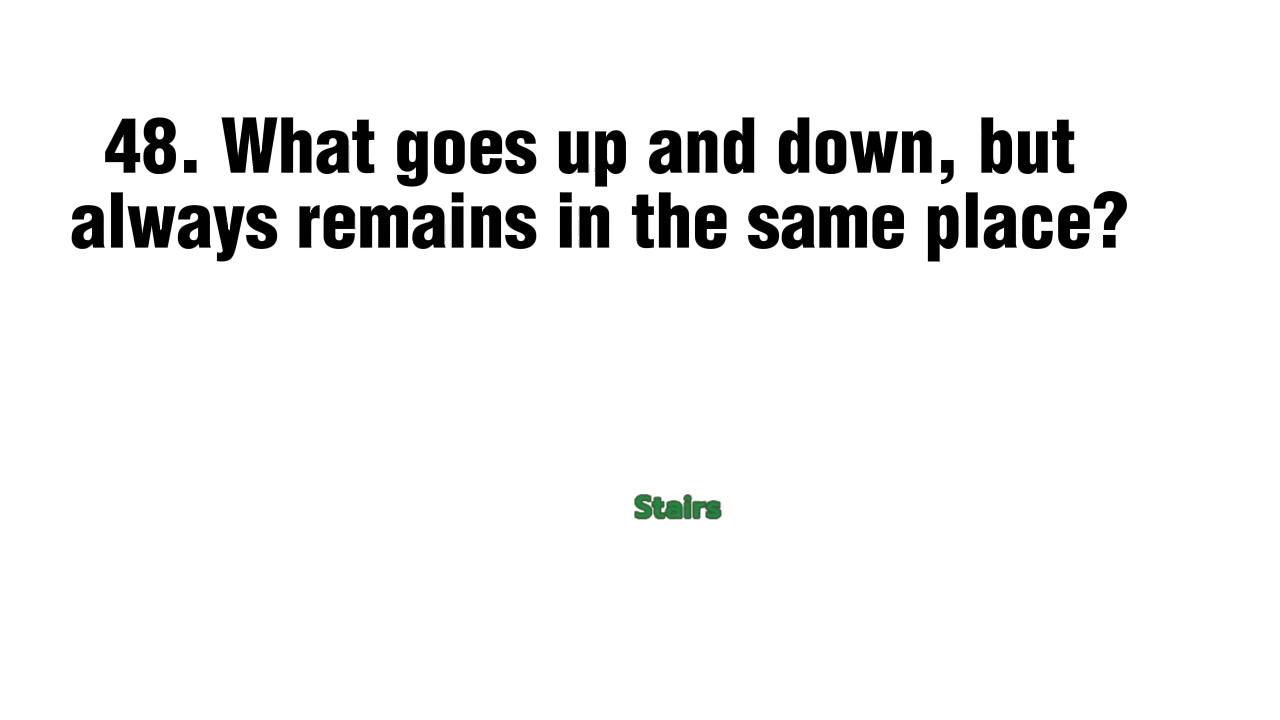 48. What goes up and down, but
always remains in the same place?
Stairs